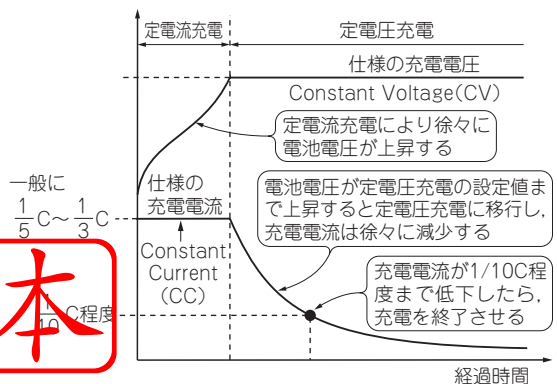 定電流充電
定電圧充電
仕様の充電電圧
Constant Voltage(CV)
定電流充電により徐々に
電池電圧が上昇する
一般に
1/5 C～ 1/3 C
仕様の
充電電流
Constant
Current
(CC)
電池電圧が定電圧充電の設定値ま
で上昇すると定電圧充電に移行し,
充電電流は徐々に減少する
充電電流が1/10C程
度まで低下したら,
充電を終了させる
1/10 C程度
本
経過時間